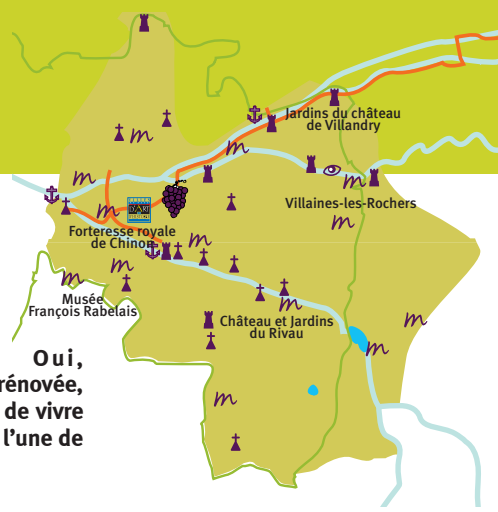 Jardins du château
de Villandry
Villaines-les-Rochers
Forteresse royale
de Chinon
Musée
François Rabelais
Château et Jardins
du Rivau
Oui,
rénovée,
de vivre
l'une de